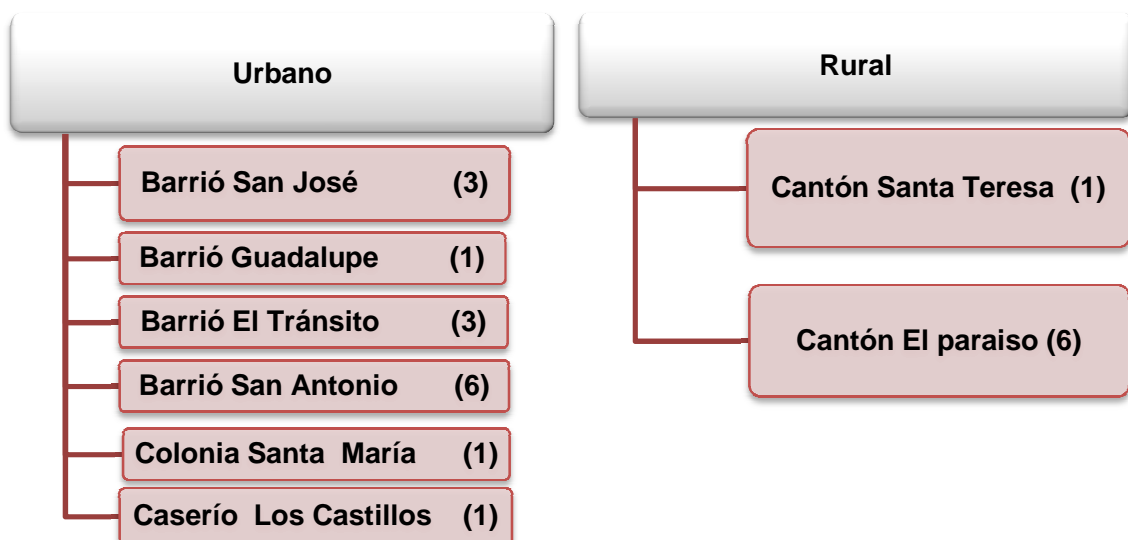 Urbano
Barrió San José (3)
Barrió Guadalupe (1)
Barrió El Tránsito (3)
Barrió San Antonio (6)
Colonia Santa María (1)
Caserío Los Castillos (1)
Rural
Cantón Santa Teresa (1)
Cantón El paraiso (6)